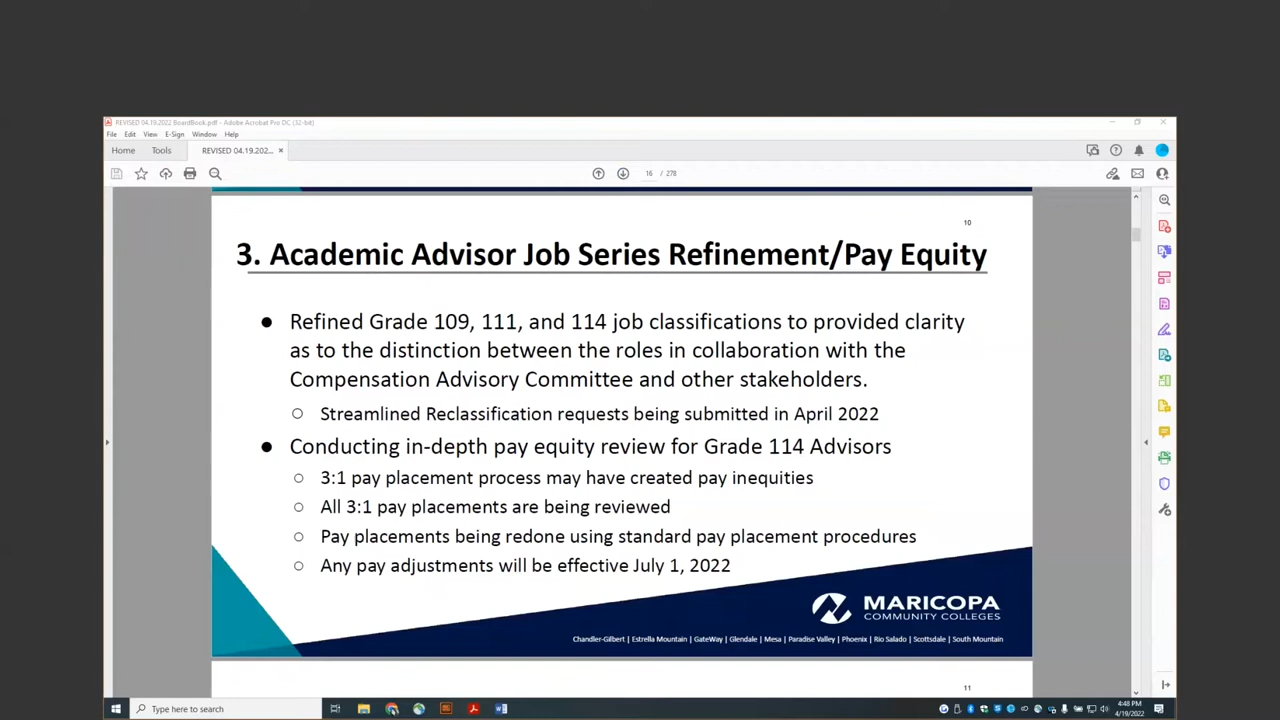 REVISED 04.19.2022 BoardBook.pdf - Adobe Acrobat Pro DC (32-bit)
File Edit View E-Sign Window Help
Home Tools REVISED 04.19.202... ×
16 / 278
10
3. Academic Advisor Job Series Refinement/Pay Equity
● Refined Grade 109, 111, and 114 job classifications to provided clarity
as to the distinction between the roles in collaboration with the
Compensation Advisory Committee and other stakeholders.
○ Streamlined Reclassification requests being submitted in April 2022
● Conducting in-depth pay equity review for Grade 114 Advisors
○ 3:1 pay placement process may have created pay inequities
○ All 3:1 pay placements are being reviewed
○ Pay placements being redone using standard pay placement procedures
○ Any pay adjustments will be effective July 1, 2022
MARICOPA
COMMUNITY COLLEGES
Chandler-Gilbert | Estrella Mountain | GateWay | Glendale | Mesa | Paradise Valley | Phoenix | Rio Salado | Scottsdale | South Mountain
11
Type here to search
4:48 PM
4/19/2022